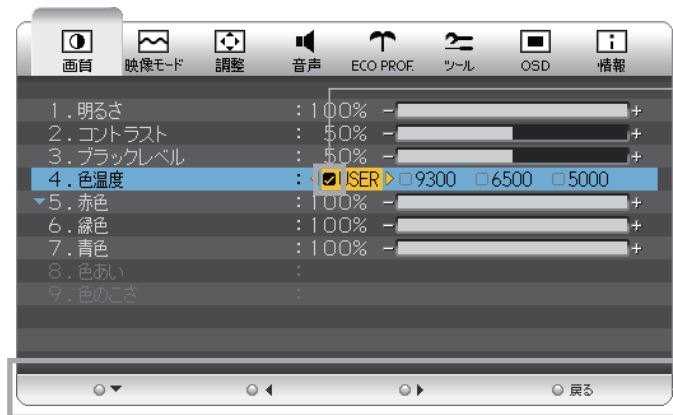 画質 映像モード 調整 音声 ECO PROF. ツール OSD 情報
1.明るさ : 100% - +
2.コントラスト : 50% - +
3.ブラックレベル : 50% - +
4.色温度 : USER 9300 6500 5000
5.赤色 : 100% - +
6.緑色 : 100% - +
7.青色 : 100% - +
8.色あい :
9.色のこさ :
戻る